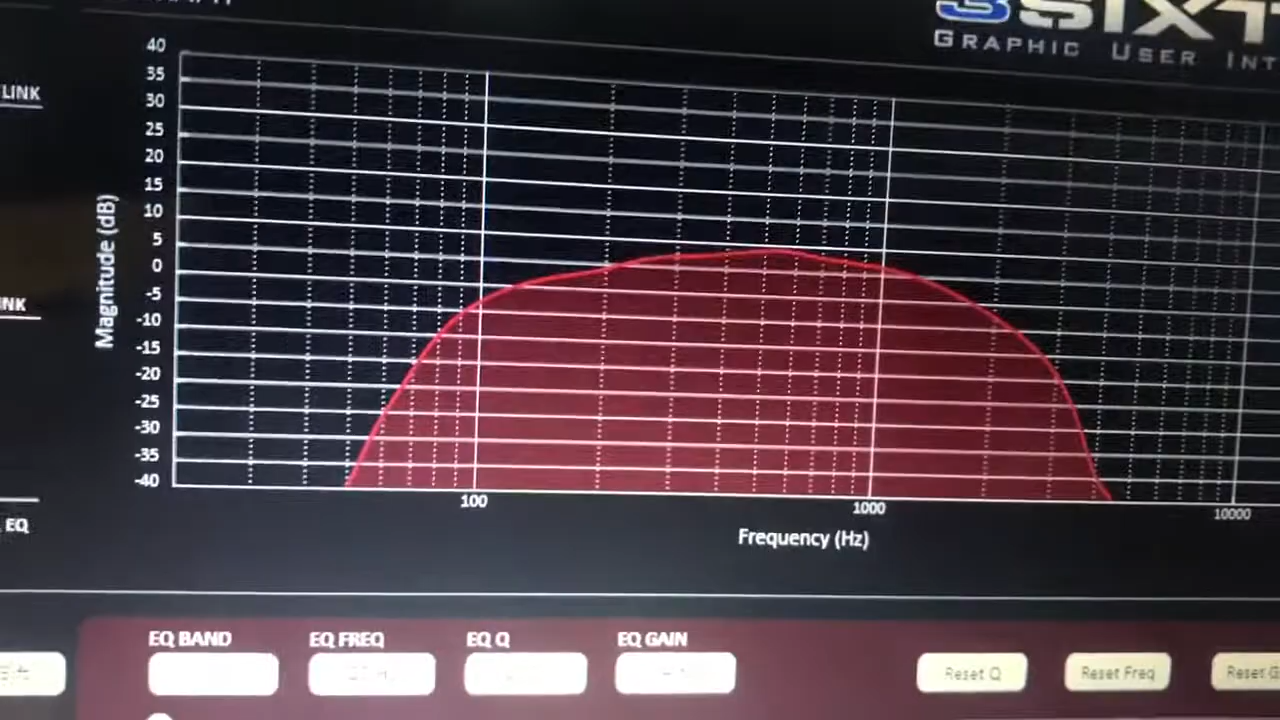 3SIXT
GRAPHIC USER INT
LINK
INK
EQ
40
35
30
25
20
15
10
5
0
-5
-10
-15
-20
-25
-30
-35
-40
Magnitude (dB)
100
1000
10000
Frequency (Hz)
EQ BAND
EQ FREQ
EQ Q
EQ GAIN
Reset Q
Reset Freq
Reset G